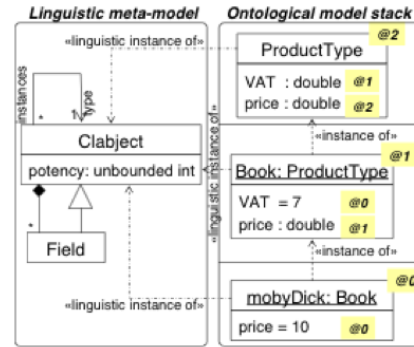 Linguistic meta-model
Ontological model stack
«linguistic instance of»
ProductType
@2
VAT : double @1
price : double @2
instances
type
*
1
Clabject
potency: unbounded int
*
Field
«linguistic instance of»
«instance of»
Book: ProductType
@1
VAT = 7 @0
price : double @1
«instance of»
«linguistic instance of»
mobyDick: Book
@0
price = 10 @0